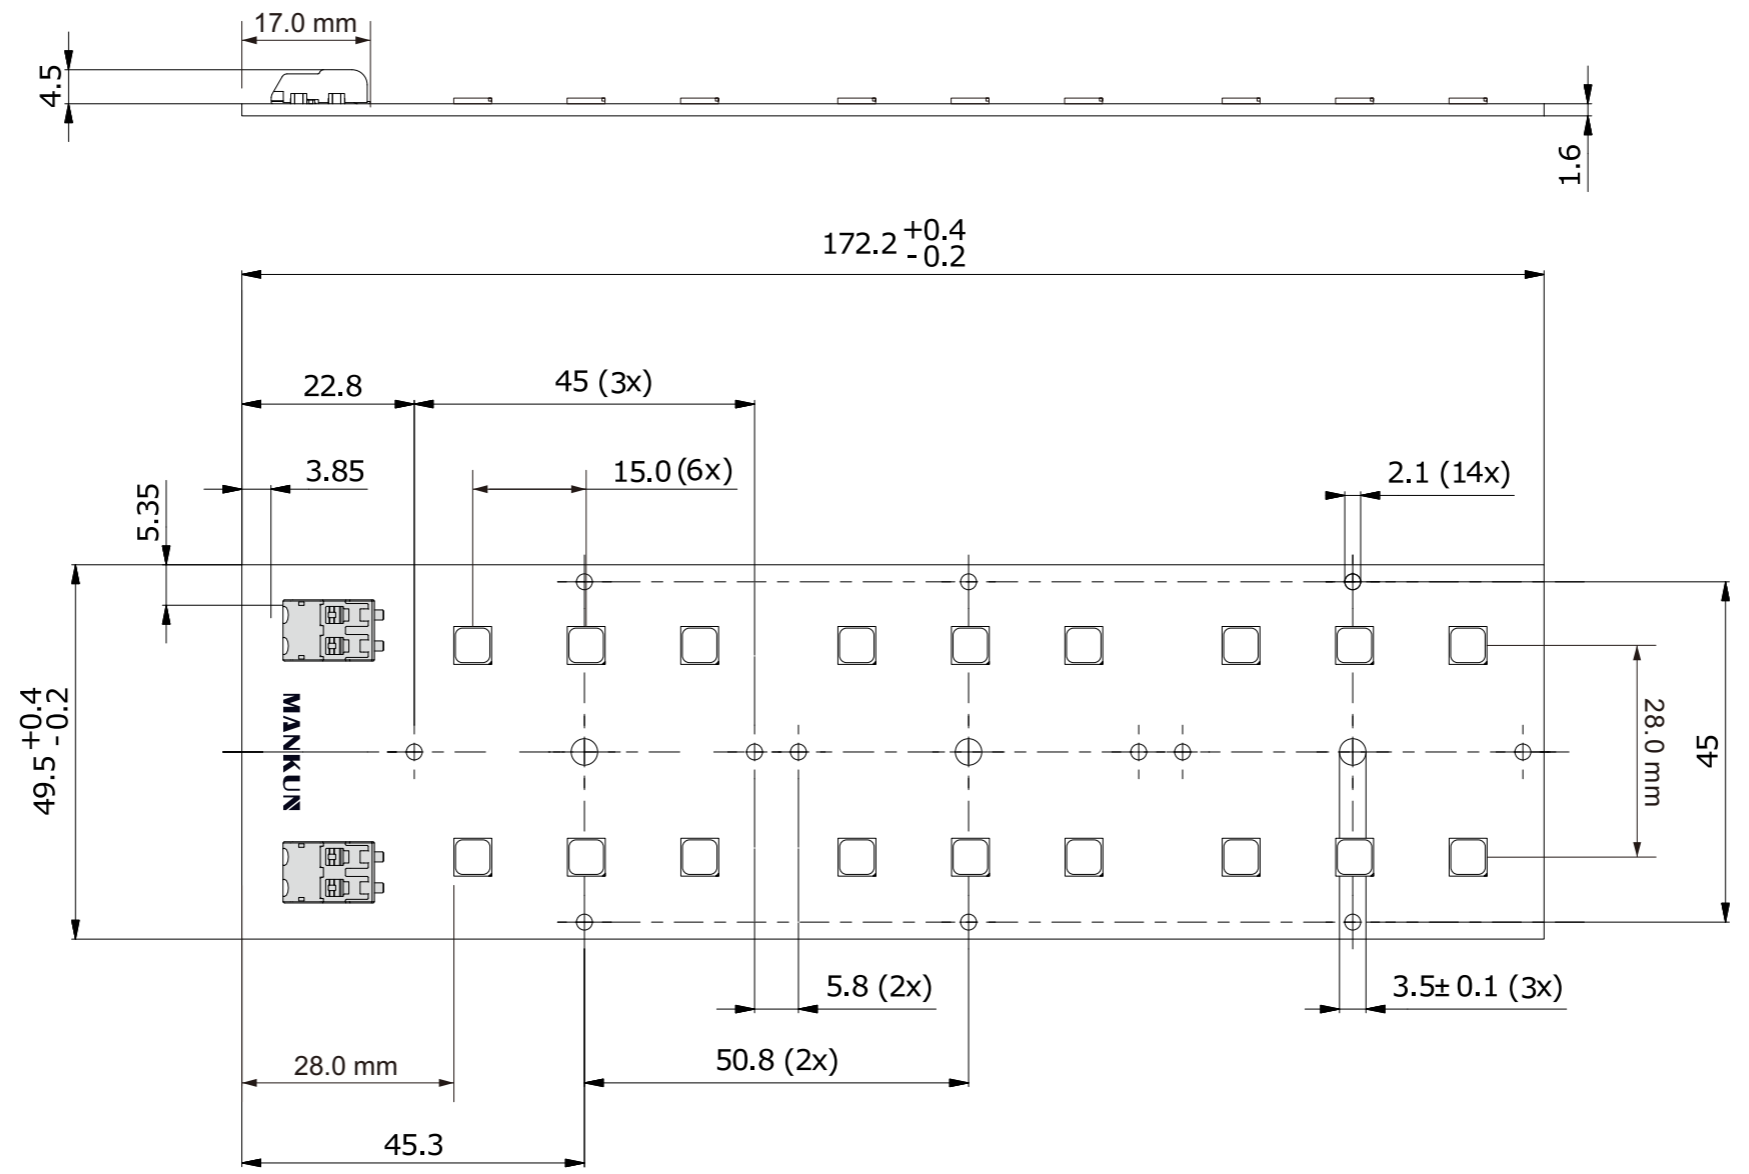 17.0 mm
4.5
1.6
172.2 +0.4
- 0.2
22.8
45 (3x)
3.85
15.0 (6x)
2.1 (14x)
5.35
49.5 +0.4
-0.2
MANKUN
28.0 mm
45
5.8 (2x)
3.5± 0.1 (3x)
28.0 mm
50.8 (2x)
45.3